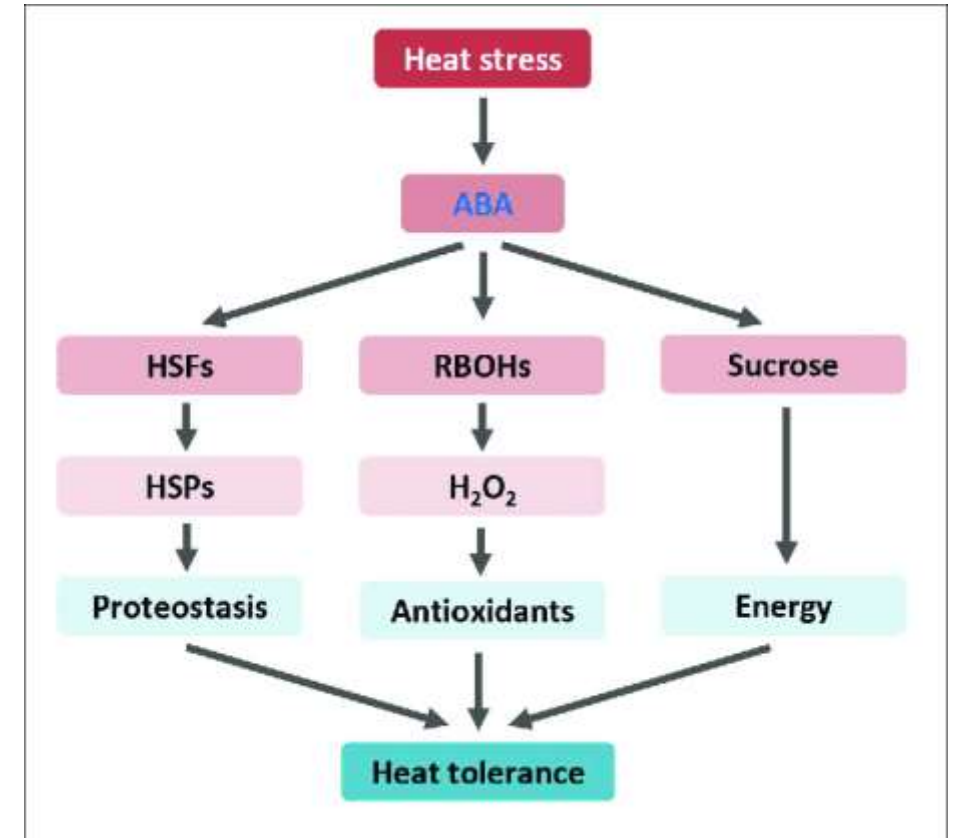 Heat stress
ABA
HSFs
RBOHs
Sucrose
HSPs
H₂O₂
Proteostasis
Antioxidants
Energy
Heat tolerance